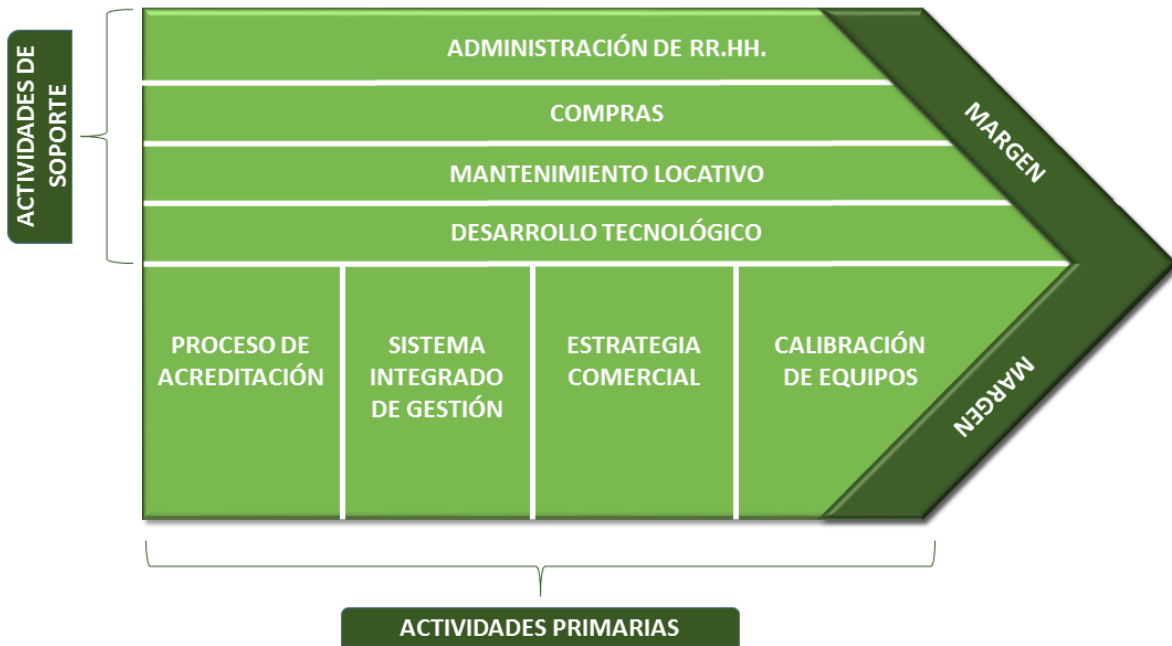 ACTIVIDADES DE
SOPORTE
ADMINISTRACIÓN DE RR.HH.
COMPRAS
MANTENIMIENTO LOCATIVO
DESARROLLO TECNOLÓGICO
MARGEN
PROCESO DE
ACREDITACIÓN
SISTEMA
INTEGRADO
DE GESTIÓN
ESTRATEGIA
COMERCIAL
CALIBRACIÓN
DE EQUIPOS
MARGEN
ACTIVIDADES PRIMARIAS